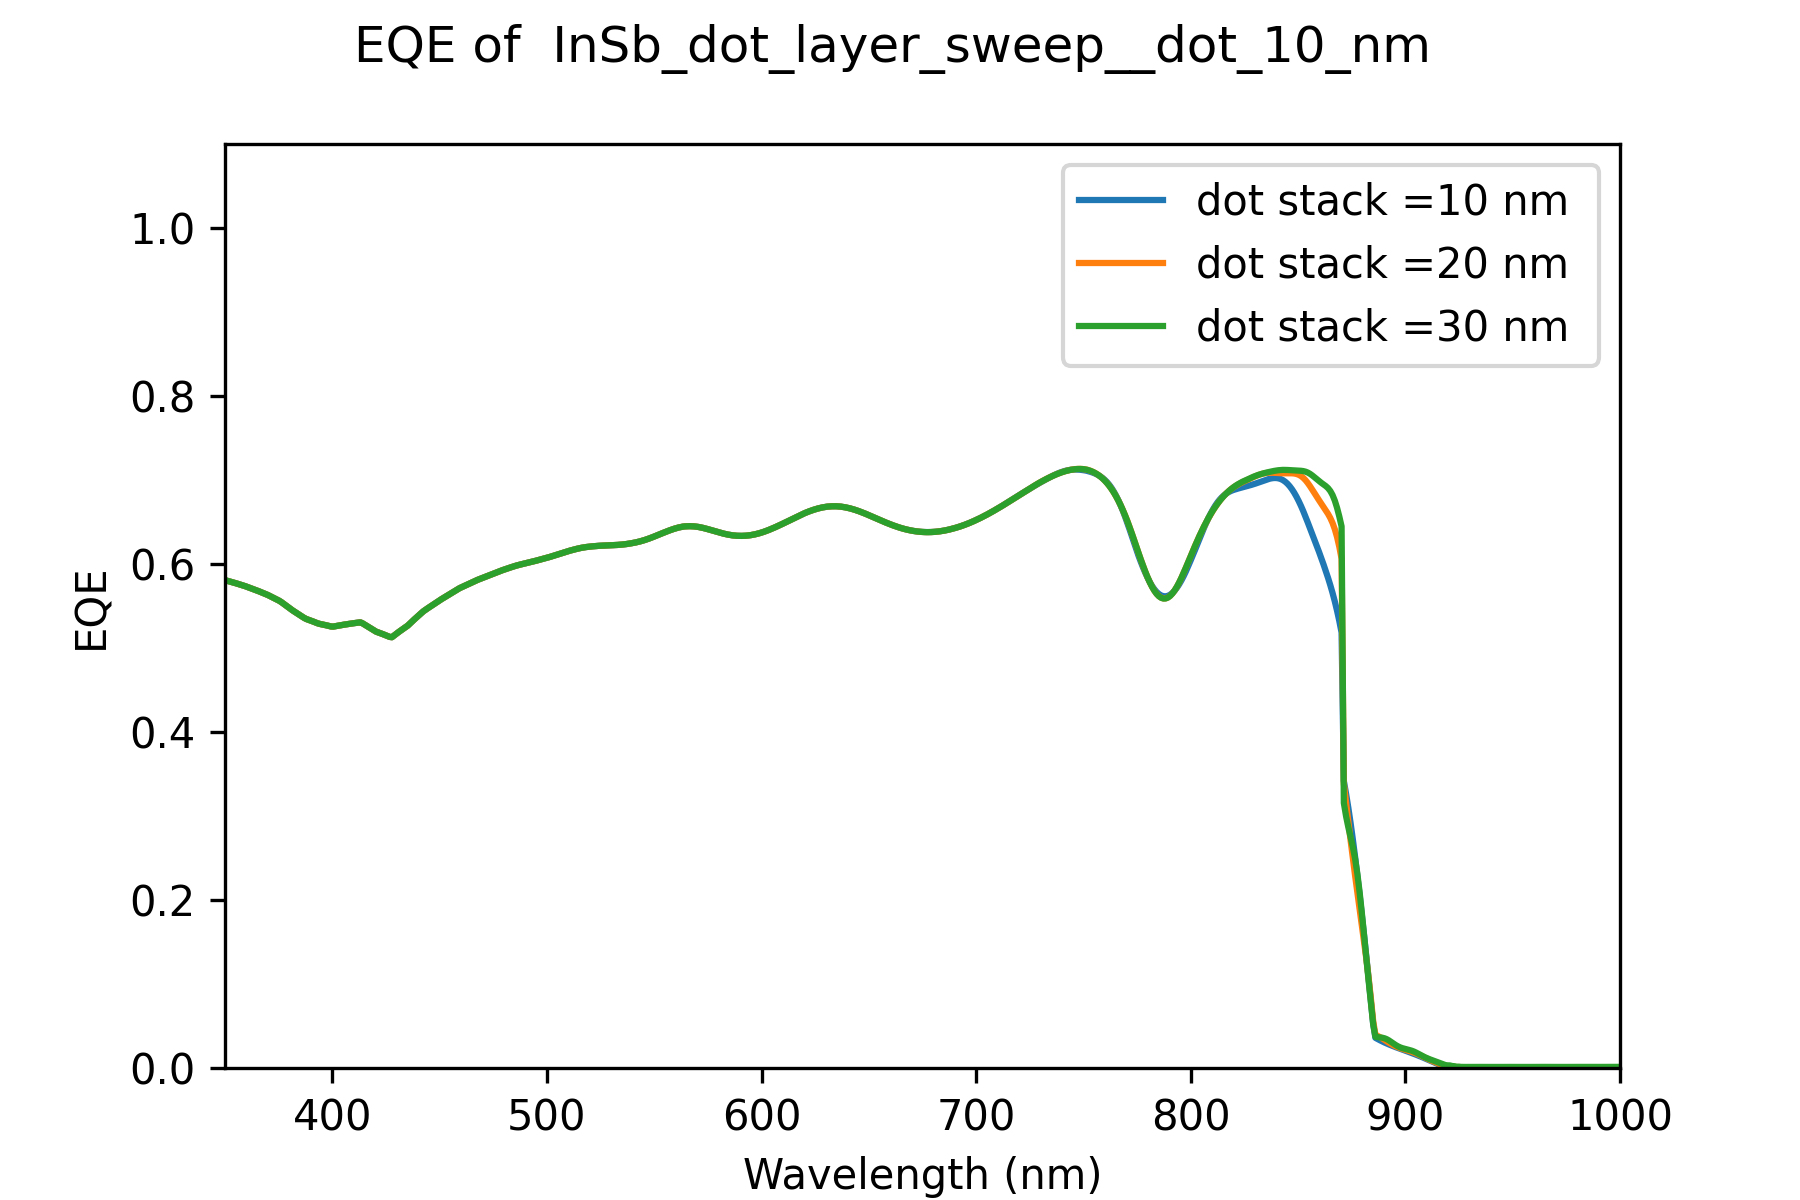 EQE of  InSb_dot_layer_sweep__dot_10_nm
dot stack =10 nm
dot stack =20 nm
dot stack =30 nm
1.0
0.8
0.6
0.4
0.2
0.0
EQE
400 500 600 700 800 900 1000
Wavelength (nm)